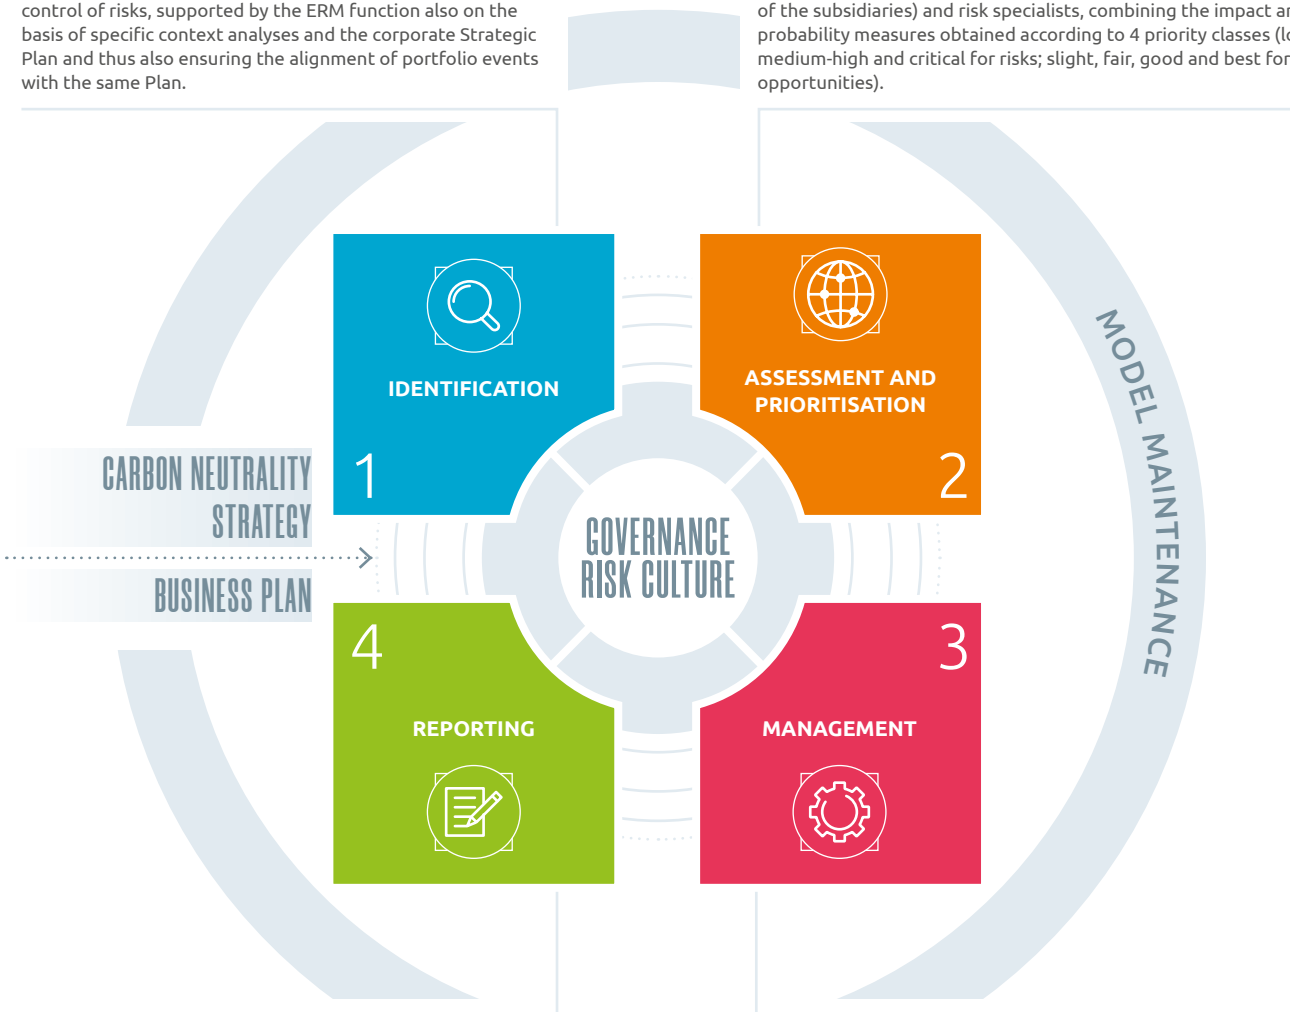 control of risks, supported by the ERM function also on the
basis of specific context analyses and the corporate Strategic
Plan and thus also ensuring the alignment of portfolio events
with the same Plan.
of the subsidiaries) and risk specialists, combining the impact
probability measures obtained according to 4 priority classes
medium-high and critical for risks; slight, fair, good and best for
opportunities).
IDENTIFICATION
1
ASSESSMENT AND
PRIORITISATION
2
CARBON NEUTRALITY
STRATEGY
BUSINESS PLAN
GOVERNANCE
RISK CULTURE
MODEL MAINTENANCE
4
REPORTING
3
MANAGEMENT